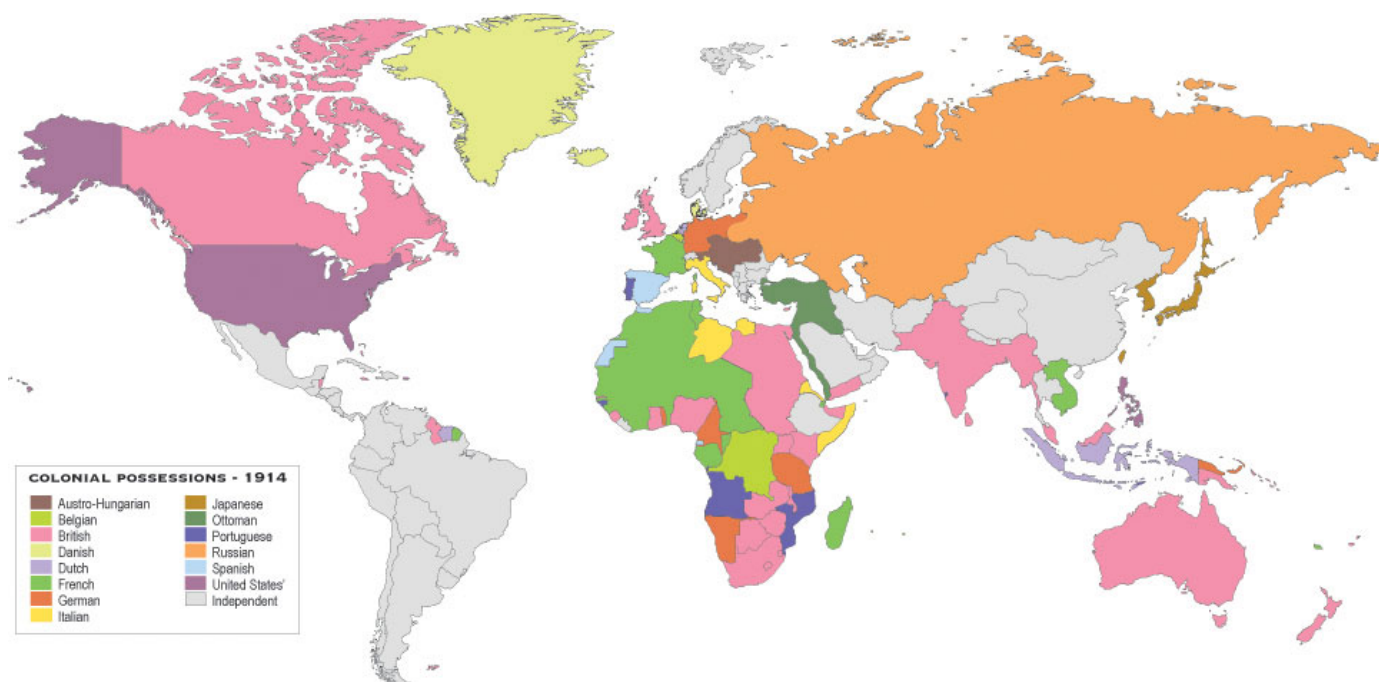 COLONIAL POSSESSIONS - 1914
Austro-Hungarian
Belgian
British
Danish
Dutch
French
German
Italian
Japanese
Ottoman
Portuguese
Russian
Spanish
United States'
Independent